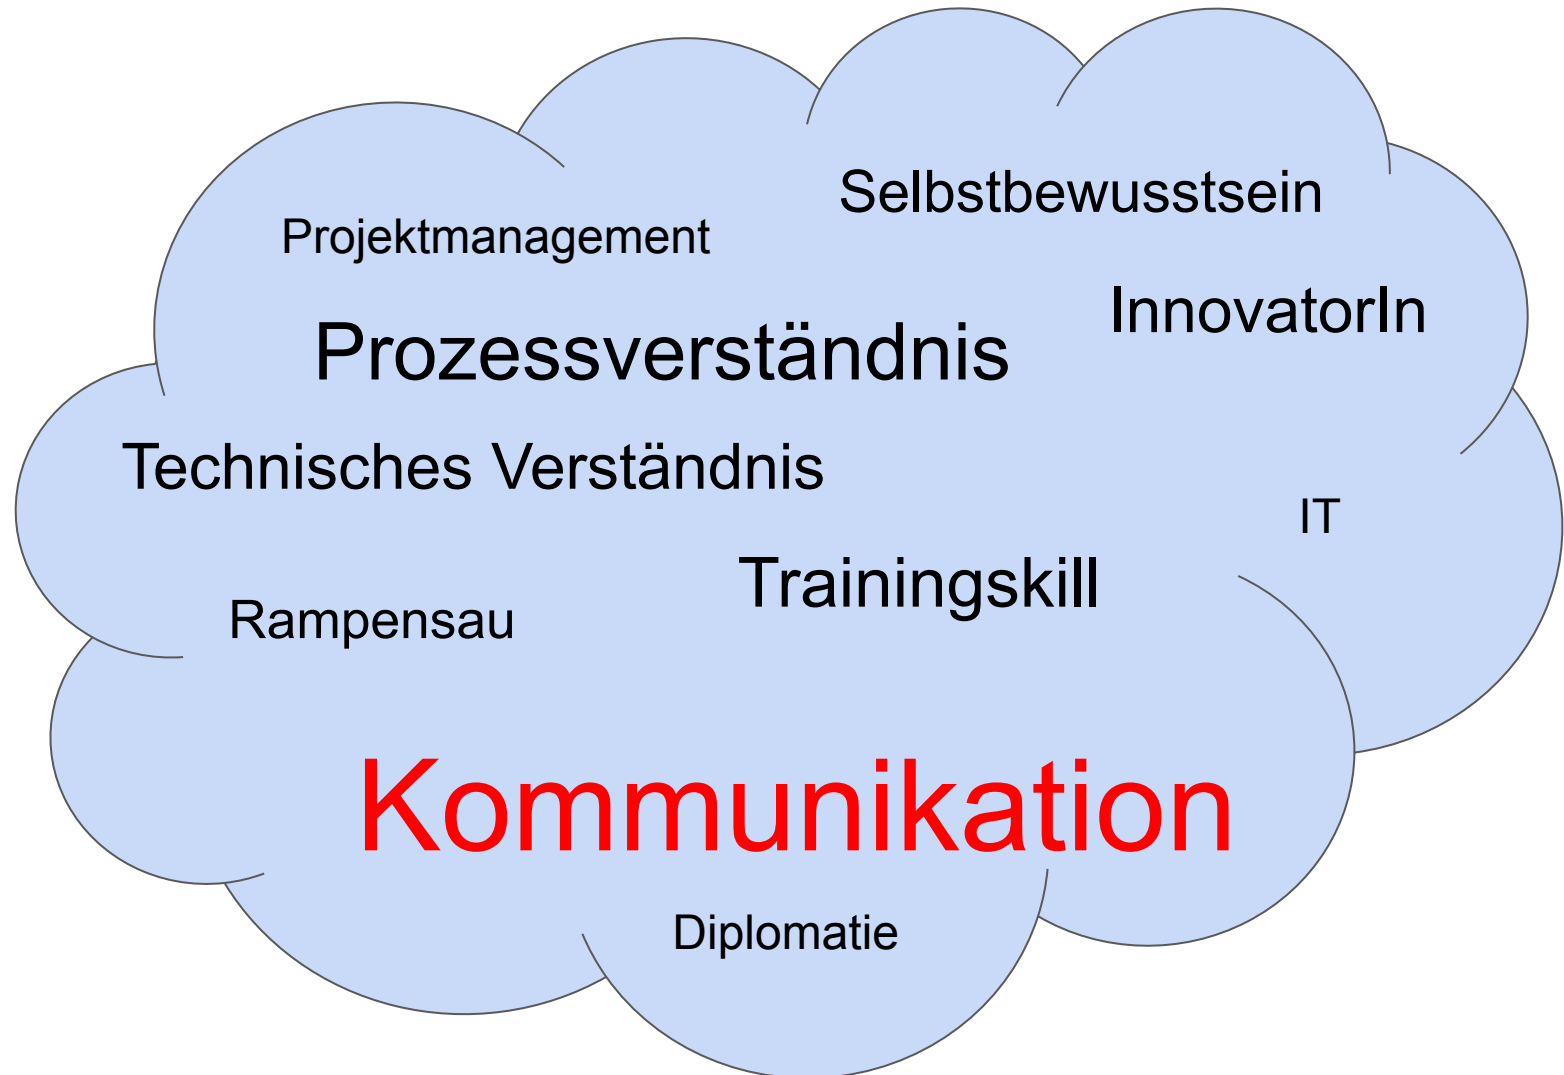 Selbstbewusstsein
Projektmanagement
InnovatorIn
Prozessverständnis
Technisches Verständnis
IT
Trainingskill
Rampensau
Kommunikation
Diplomatie